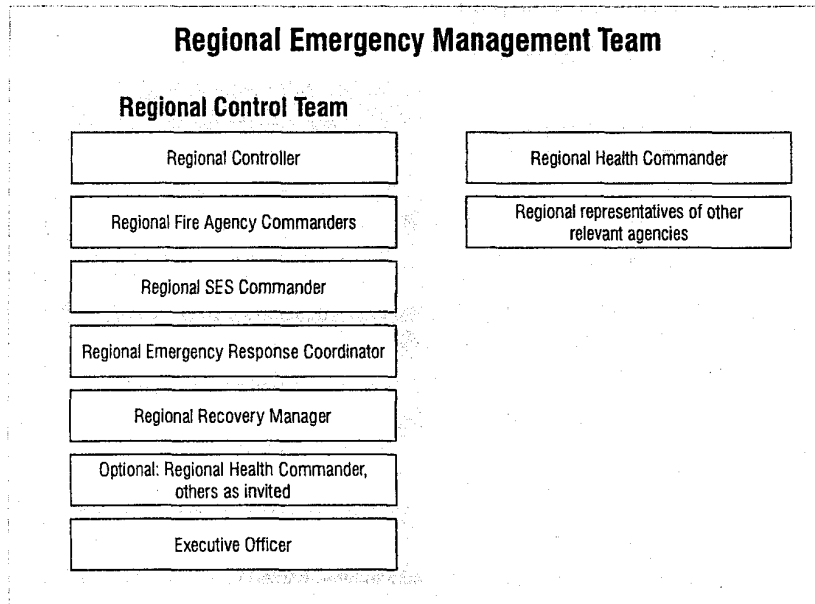 Regional Emergency Management Team
Regional Control Team
Regional Controller
Regional Fire Agency Commanders
Regional SES Commander
Regional Emergency Response Coordinator
Regional Recovery Manager
Optional: Regional Health Commander,
others as invited
Executive Officer
Regional Health Commander
Regional representatives of other
relevant agencies